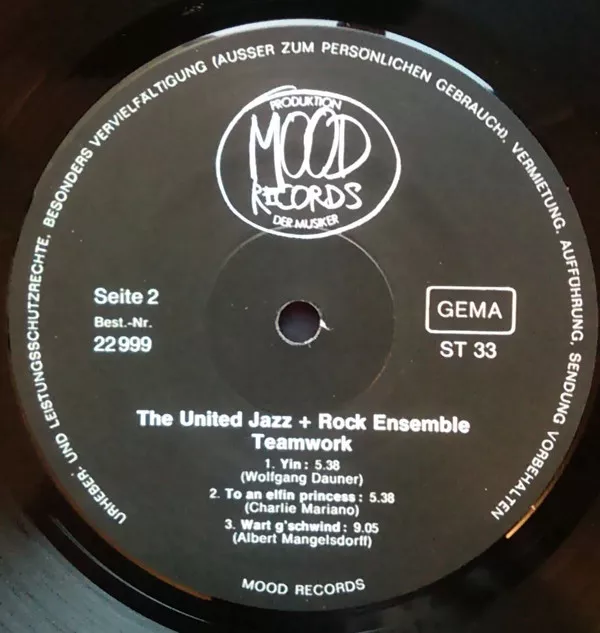 URHEBER- UND LEISTUNGSSCHUTZRECHTE, BESONDERS VERVIELFÄLTIGUNG (AUSSER ZUM PERSÖNLICHEN GEBRAUCH), VERMIETUNG, AUFFÜHRUNG, SENDUNG VORBEHALTEN
PRODUKTION
MOOD
RECORDS
DER MUSIKER
Seite 2
Best.-Nr.
22 999
GEMA
ST 33
The United Jazz + Rock Ensemble
Teamwork
1. Yin: 5.38
(Wolfgang Dauner)
2. To an elfin princess: 5.38
(Charlie Mariano)
3. Wart g'schwind: 9.05
(Albert Mangelsdorff)
MOOD RECORDS